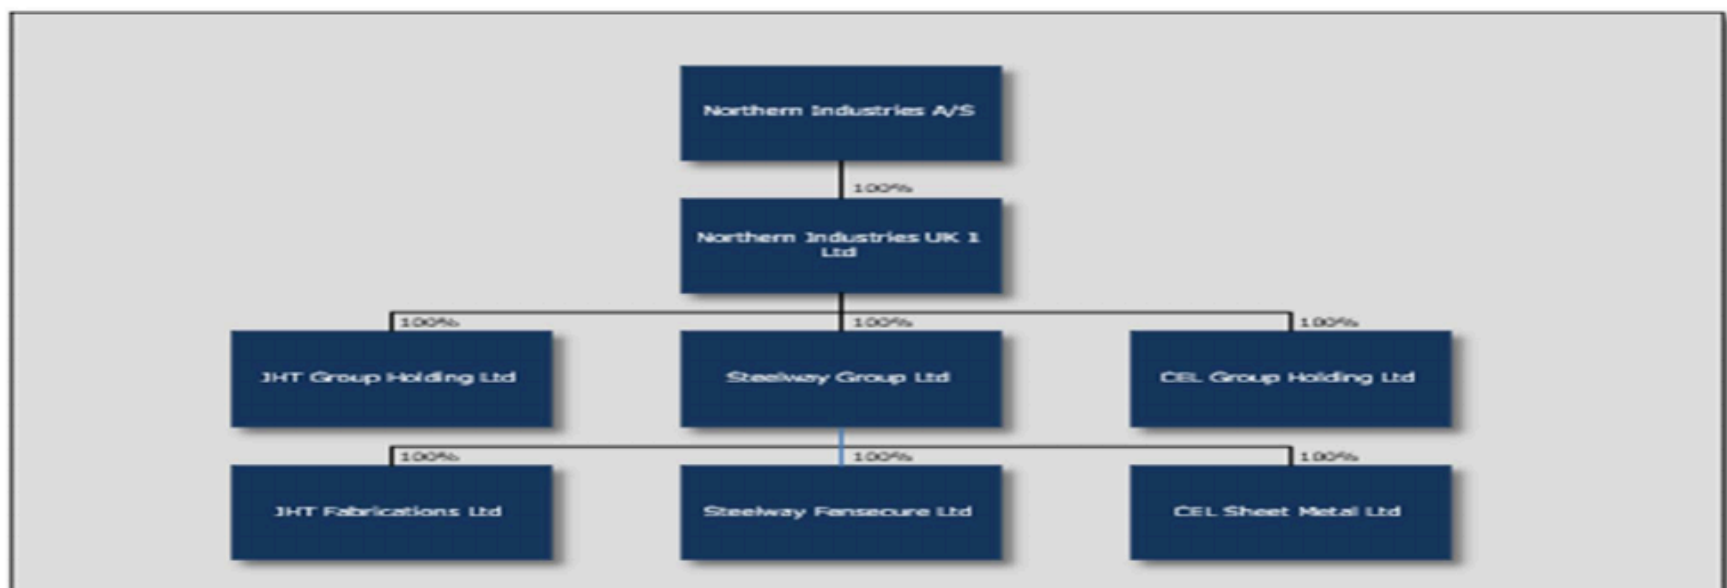 Northern Industries A/S
100%
Northern Industries UK 1
Ltd
100%
100%
100%
JHT Group Holding Ltd
Steelway Group Ltd
CEL Group Holding Ltd
100%
100%
100%
JHT Fabrications Ltd
Steelway Fensecure Ltd
CEL Sheet Metal Ltd